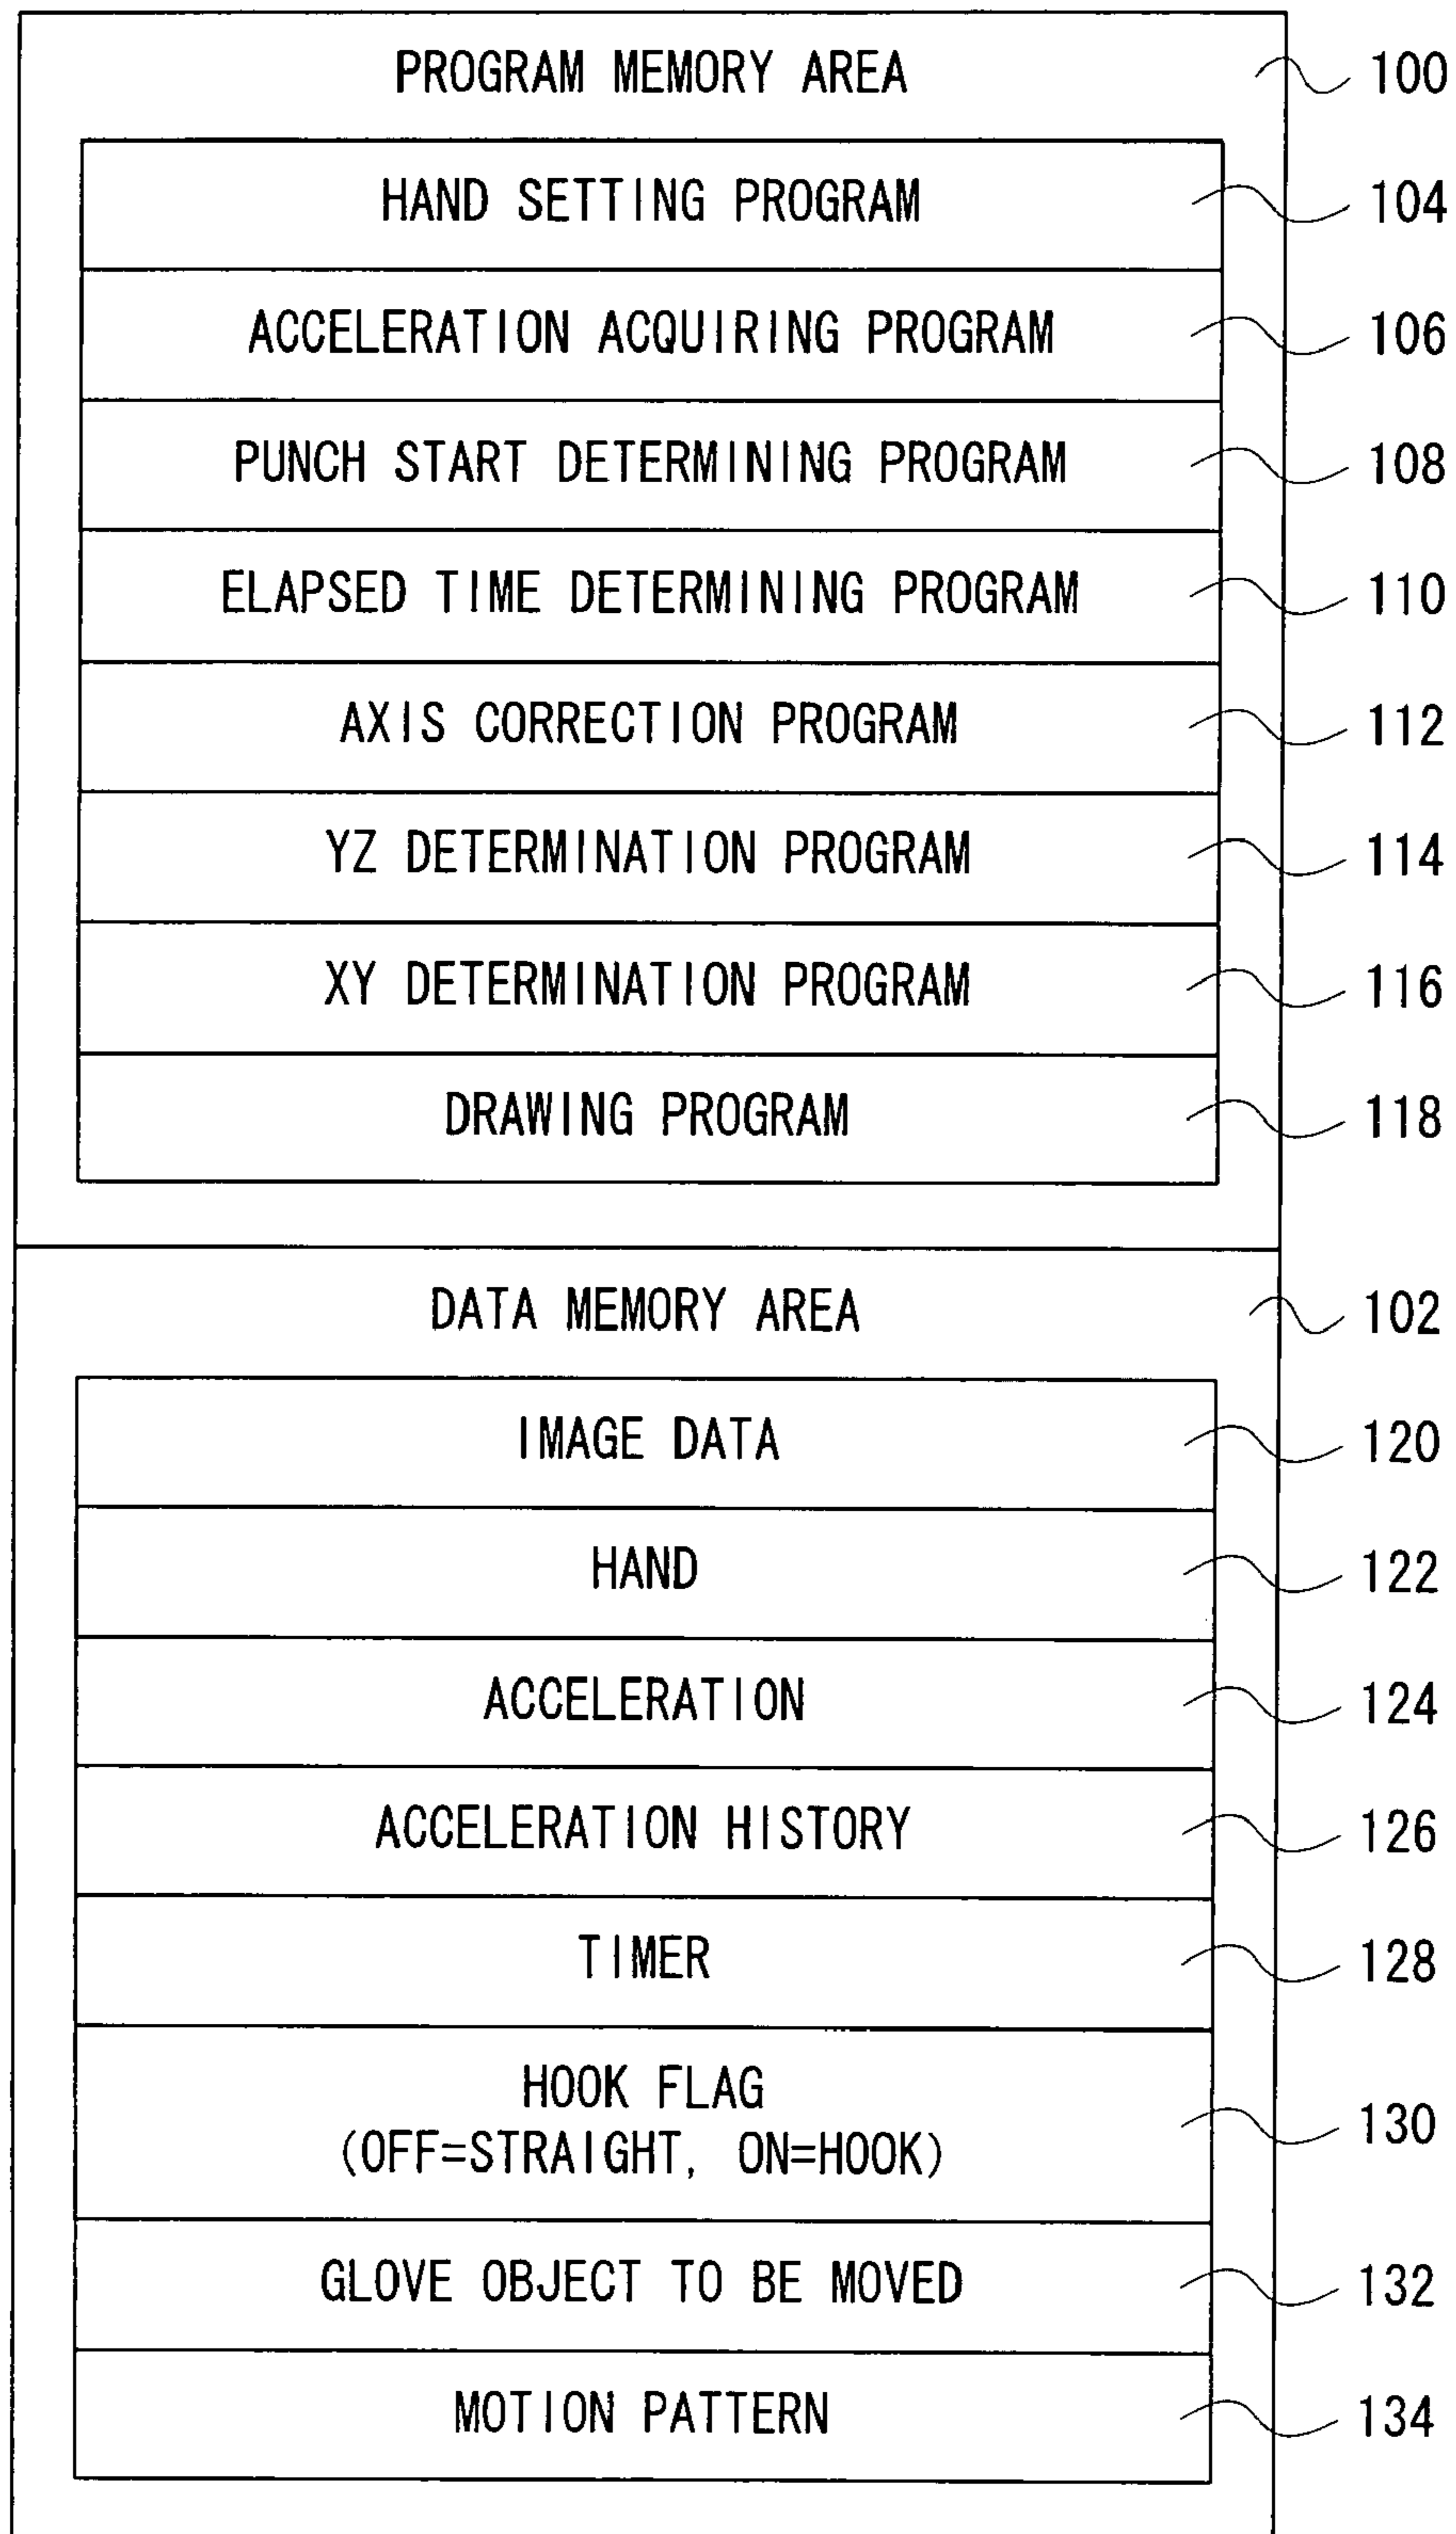 PROGRAM MEMORY AREA 100
HAND SETTING PROGRAM 104
ACCELERATION ACQUIRING PROGRAM 106
PUNCH START DETERMINING PROGRAM 108
ELAPSED TIME DETERMINING PROGRAM 110
AXIS CORRECTION PROGRAM 112
YZ DETERMINATION PROGRAM 114
XY DETERMINATION PROGRAM 116
DRAWING PROGRAM 118
DATA MEMORY AREA 102
IMAGE DATA 120
HAND 122
ACCELERATION 124
ACCELERATION HISTORY 126
TIMER 128
HOOK FLAG
(OFF=STRAIGHT, ON=HOOK) 130
GLOVE OBJECT TO BE MOVED 132
MOTION PATTERN 134